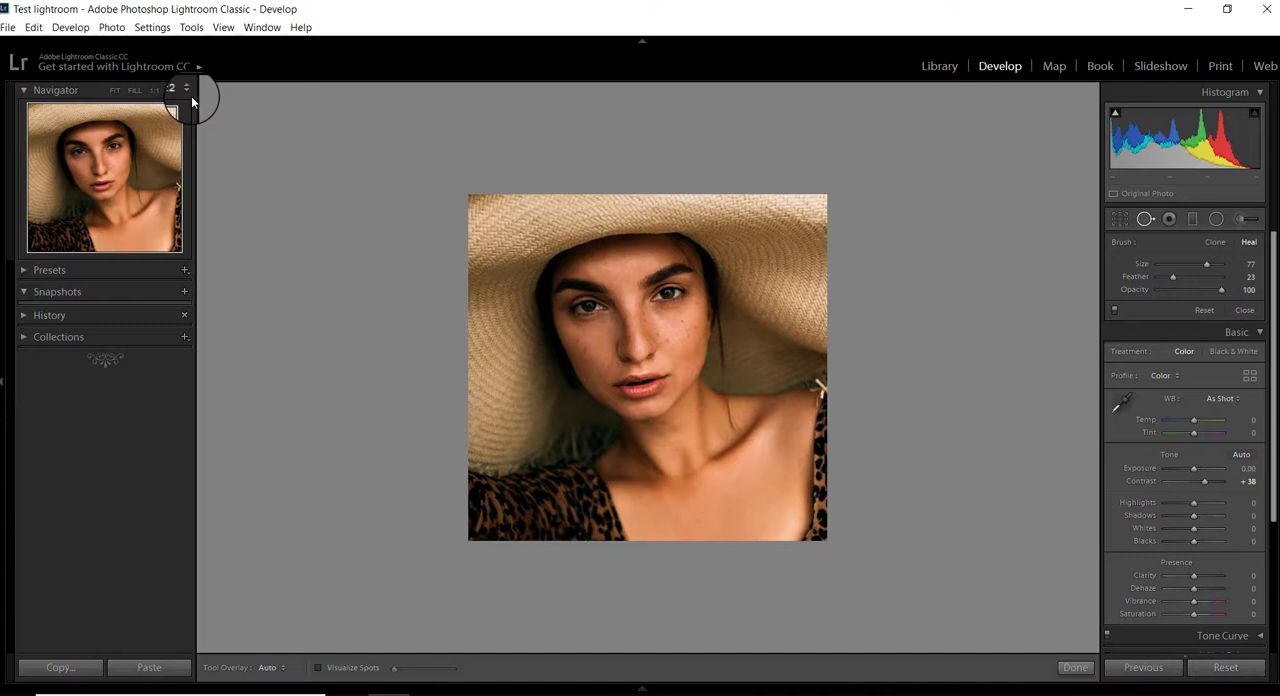 Lr Test lightroom - Adobe Photoshop Lightroom Classic - Develop
File Edit Develop Photo Settings Tools View Window Help
Adobe Lightroom Classic CC
Lr Get started with Lightroom CC
Library Develop Map Book Slideshow Print Web
Navigator FIT FILL 1:1 :2
Presets
Snapshots
History
Collections
Copy... Paste
Tool Overlay: Auto Visualize Spots Done
Histogram
Original Photo
Brush : Clone Heal
Size 77
Feather 23
Opacity 100
Reset Close
Basic
Treatment : Color Black & White
Profile : Color
WB : As Shot
Temp 0
Tint 0
Tone Auto
Exposure 0.00
Contrast + 38
Highlights 0
Shadows 0
Whites 0
Blacks 0
Presence
Clarity 0
Dehaze 0
Vibrance 0
Saturation 0
Tone Curve
Previous Reset